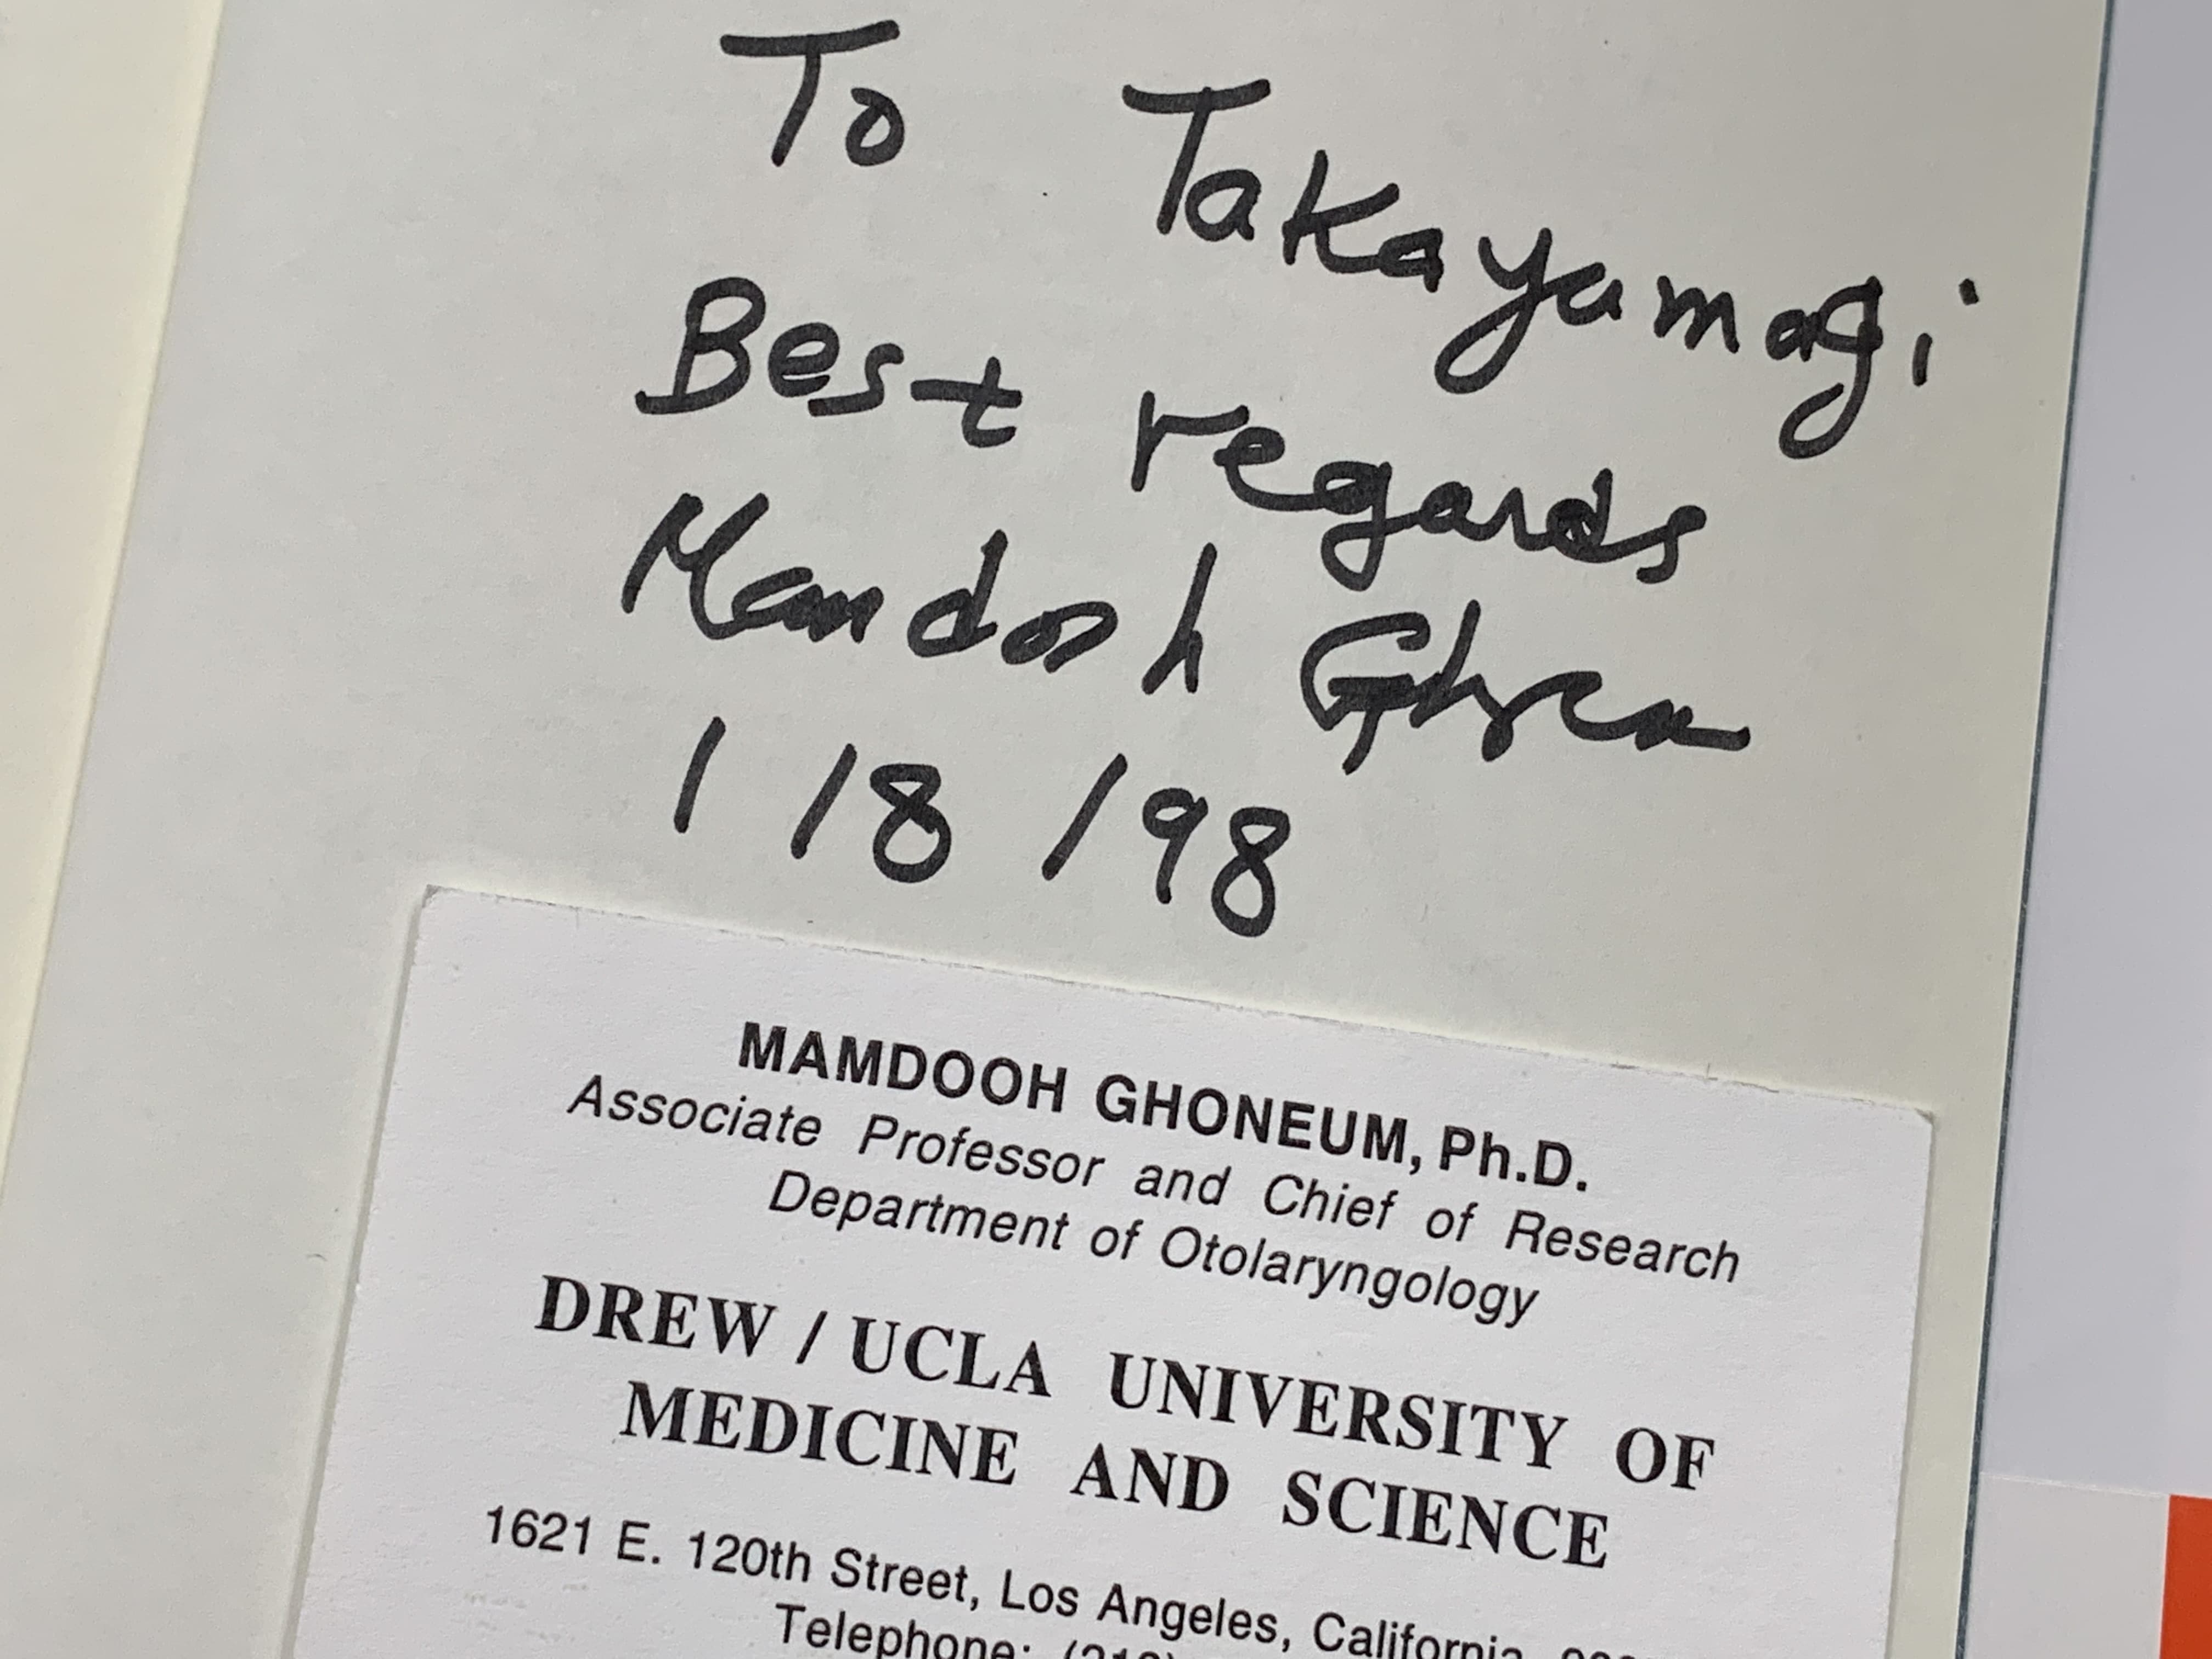 To Takayamagi
Best regards
Mamdooh Ghoneum
1/8/98
MAMDOOH GHONEUM, Ph.D.
Associate Professor and Chief of Research
Department of Otolaryngology
DREW / UCLA UNIVERSITY OF
MEDICINE AND SCIENCE
1621 E. 120th Street, Los Angeles, California
Telephone: